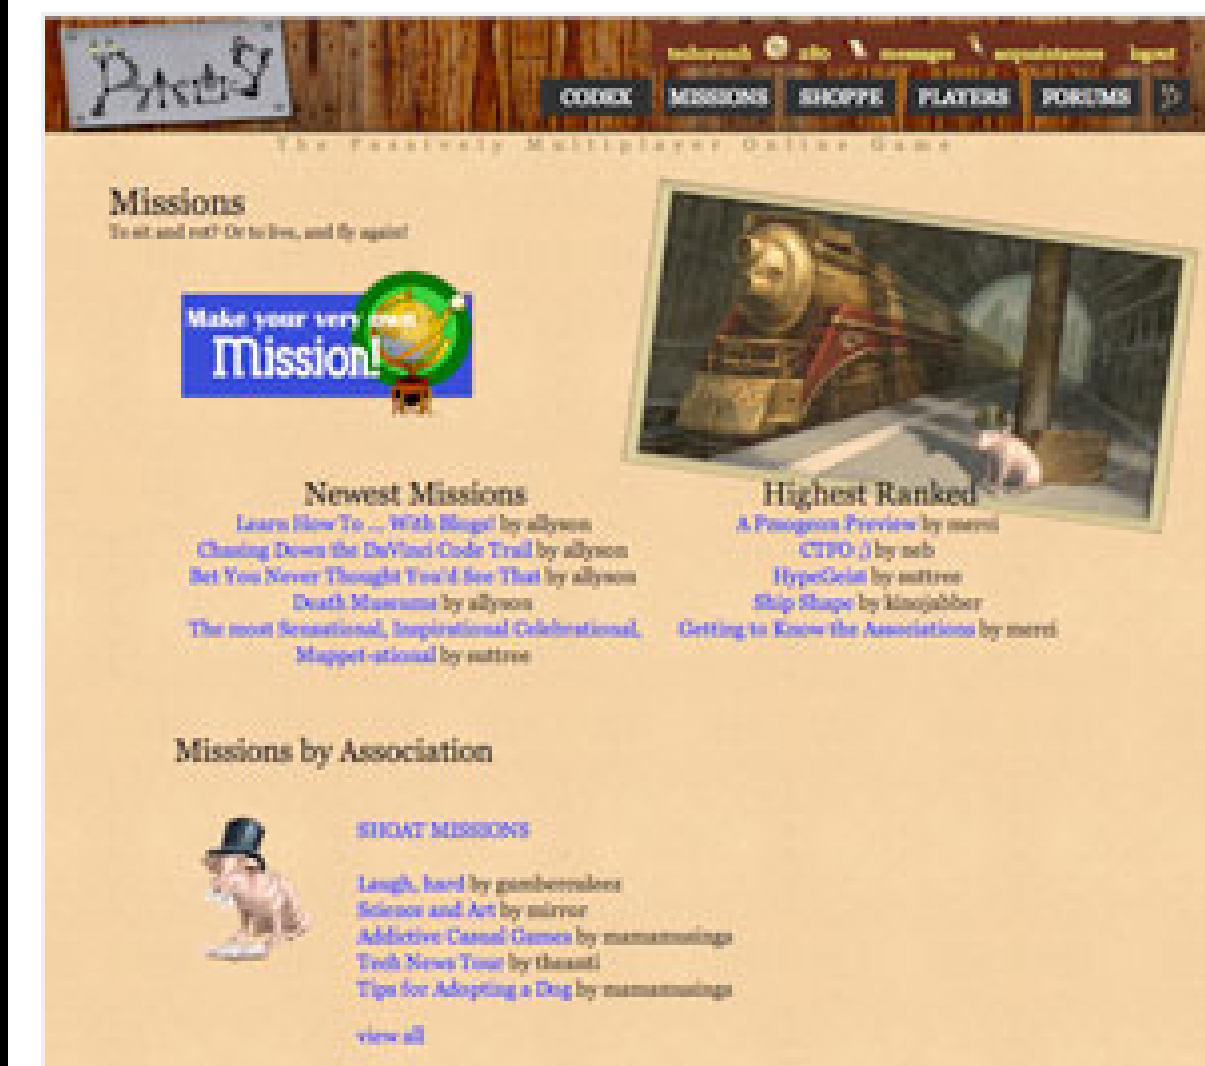 PMOG
techcrunch 280 messages acquaintances logout
CODEX MISSIONS SHOPPE PLAYERS FORUMS
The Passively Multiplayer Online Game
Missions
To sit and rot? Or to live, and fly again!
Make your very own
Mission!
Newest Missions
Learn How To ... With Blogs! by allyson
Chasing Down the DaVinci Code Trail by allyson
Bet You Never Thought You'd See That by allyson
Death Museums by allyson
The most Sensational, Inspirational Celebrational,
Muppet-ational by suttree
Highest Ranked
A Pmogeon Preview by merci
CTFO ;) by neb
HypeGeist by suttree
Ship Shape by kinojabber
Getting to Know the Associations by merci
Missions by Association
SHOAT MISSIONS
Laugh, hard by
Science and Art by mirror
Addictive Casual Games by mamamusings
Tech News Tour by
Tips for Adopting a Dog by mamamusings
view all